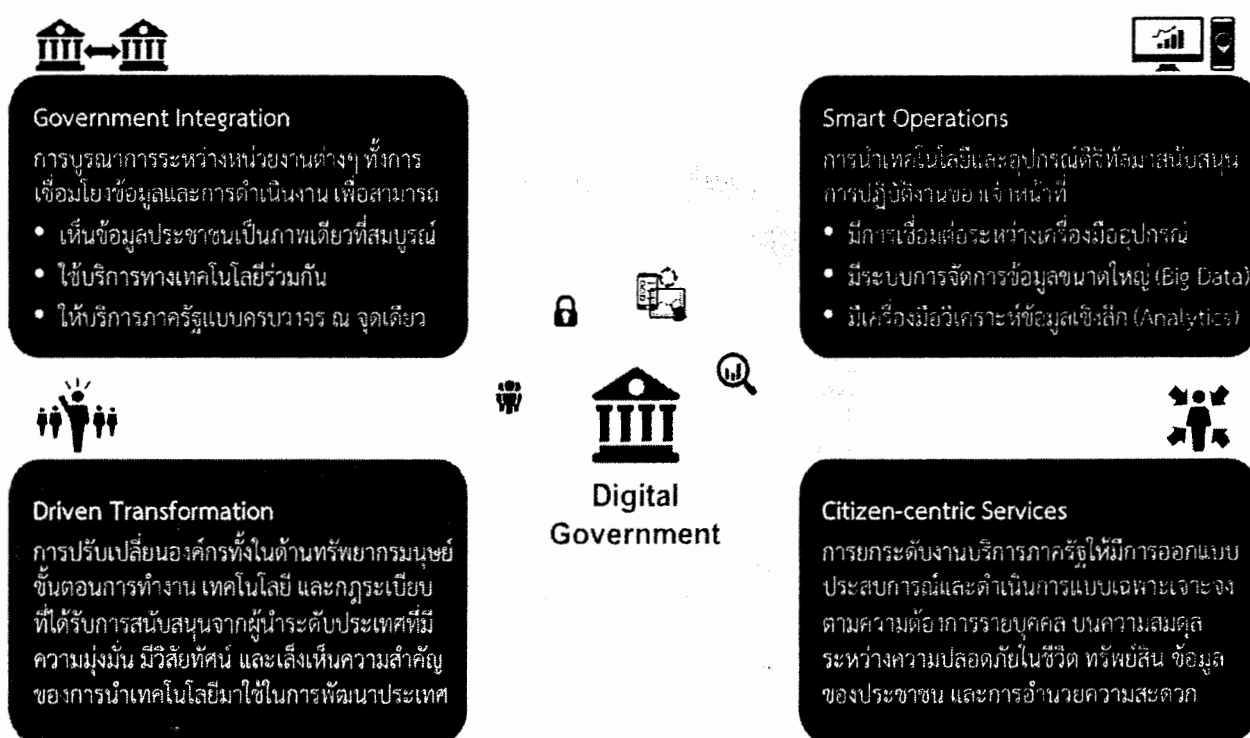 Government Integration
การบูรณาการระหว่างหน่วยงานต่างๆ ทั้งการ
เชื่อมโยงข้อมูลและการดำเนินงาน เพื่อสามารถ
• เห็นข้อมูลประชาชนเป็นภาพเดียวที่สมบูรณ์
• ใช้บริการทางเทคโนโลยีร่วมกัน
• ให้บริการภาครัฐแบบครบวงจร ณ จุดเดียว
Smart Operations
การนำเทคโนโลยีและอุปกรณ์ดิจิทัลมาสนับสนุน
การปฏิบัติงานของเจ้าหน้าที่
• มีการเชื่อมต่อระหว่างเครื่องมืออุปกรณ์
• มีระบบการจัดการข้อมูลขนาดใหญ่ (Big Data)
• มีเครื่องมือวิเคราะห์ข้อมูลเชิงลึก (Analytics)
Digital
Government
Driven Transformation
การปรับเปลี่ยนองค์กรทั้งในด้านทรัพยากรมนุษย์
ขั้นตอนการทำงาน เทคโนโลยี และกฎระเบียบ
ที่ได้รับการสนับสนุนจากผู้นำระดับประเทศที่มี
ความมุ่งมั่น มีวิสัยทัศน์ และเล็งเห็นความสำคัญ
ของการนำเทคโนโลยีมาใช้ในการพัฒนาประเทศ
Citizen-centric Services
การยกระดับงานบริการภาครัฐให้มีการออกแบบ
ประสบการณ์และดำเนินการแบบเฉพาะเจาะจง
ตามความต้องการรายบุคคล บนความสมดุล
ระหว่างความปลอดภัยในชีวิต ทรัพย์สิน ข้อมูล
ของประชาชน และการอำนวยความสะดวก